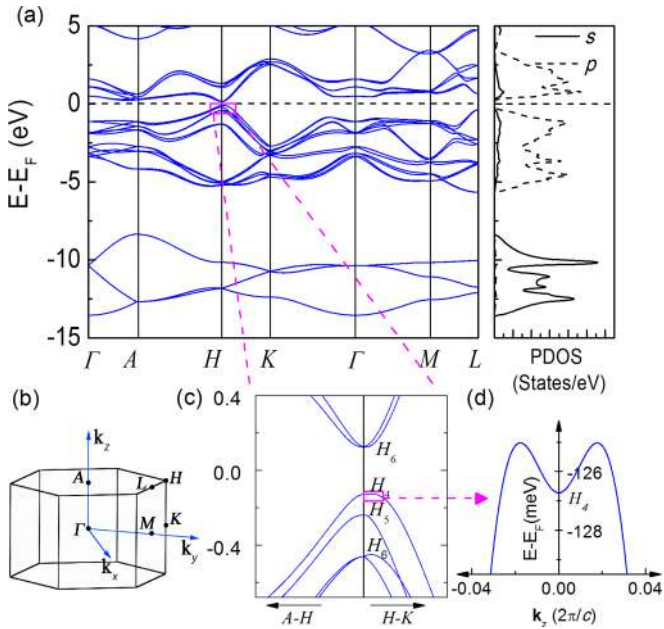 (a)
5
0
-5
-10
-15
E-E_F (eV)
Γ A H K Γ M L
s
p
PDOS
(States/eV)
(b)
k_z
A
L
H
K
Γ
M
k_y
k_x
(c)
0.4
0.0
-0.4
H_6
H_4
H_5
H_6
A-H
H-K
(d)
-126
H_4
-128
E-E_F(meV)
-0.04 0.00 0.04
k_z (2π/c)